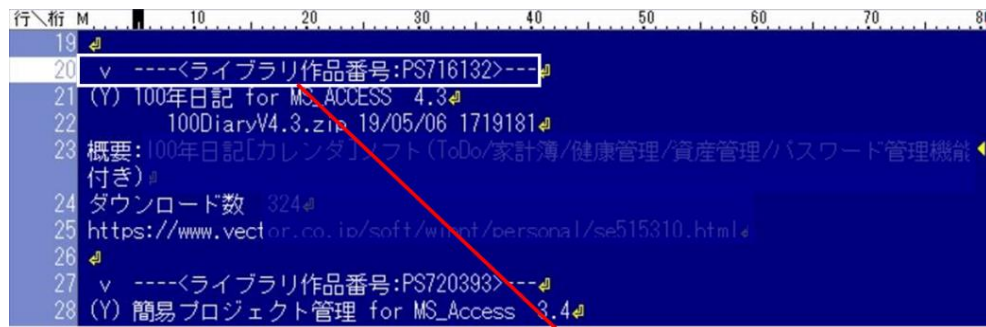 行＼桁 M 10 20 30 40 50 60 70 80
19
20 v ----<ライブラリ作品番号:PS716132>---
21 (Y) 100年日記 for MS_ACCESS 4.3
22 100DiaryV4.3.zip 19/05/06 1719181
23 概要:100年日記[カレンダ]ソフト(ToDo/家計簿/健康管理/資産管理/パスワード管理機能
付き)
24 ダウンロード数 324
25 https://www.vector.co.jp/soft/winnt/personal/se515310.html
26
27 v ----<ライブラリ作品番号:PS720393>---
28 (Y) 簡易プロジェクト管理 for MS_Access 3.4